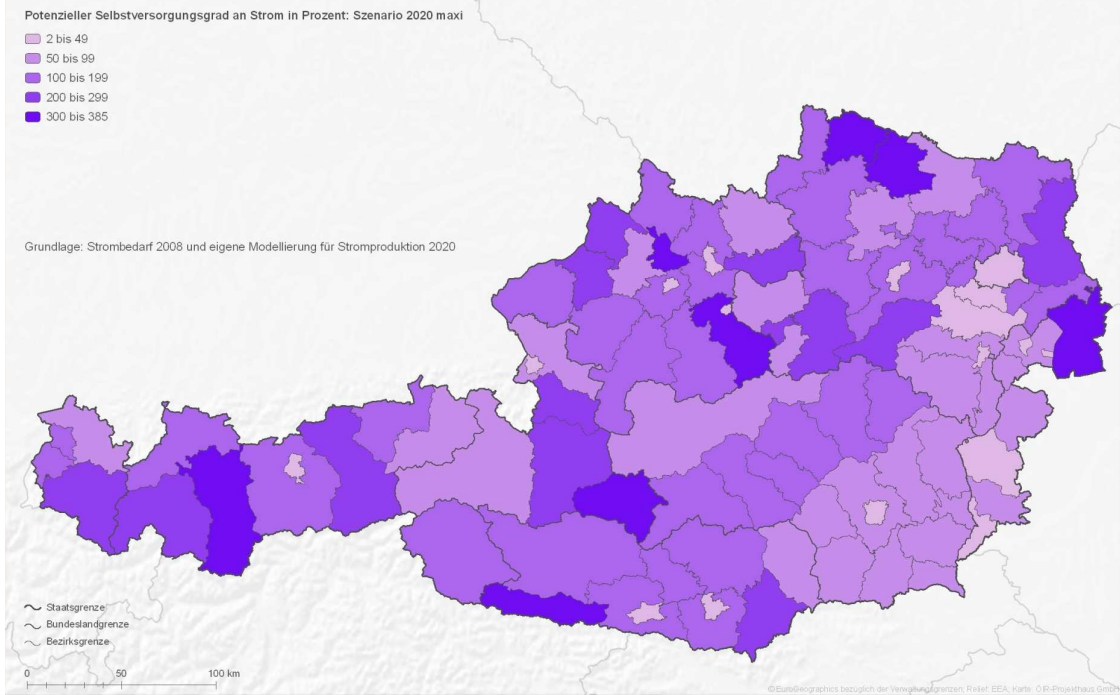 Potenzieller Selbstversorgungsgrad an Strom in Prozent: Szenario 2020 maxi
2 bis 49
50 bis 99
100 bis 199
200 bis 299
300 bis 385
Grundlage: Strombedarf 2008 und eigene Modellierung für Stromproduktion 2020
Staatsgrenze
Bundeslandgrenze
Bezirksgrenze
0 50 100 km
©EuroGeographics bezüglich der Verwaltungsgrenzen, Relief: EEA; Karte: ÖIR-Projekthaus GmbH